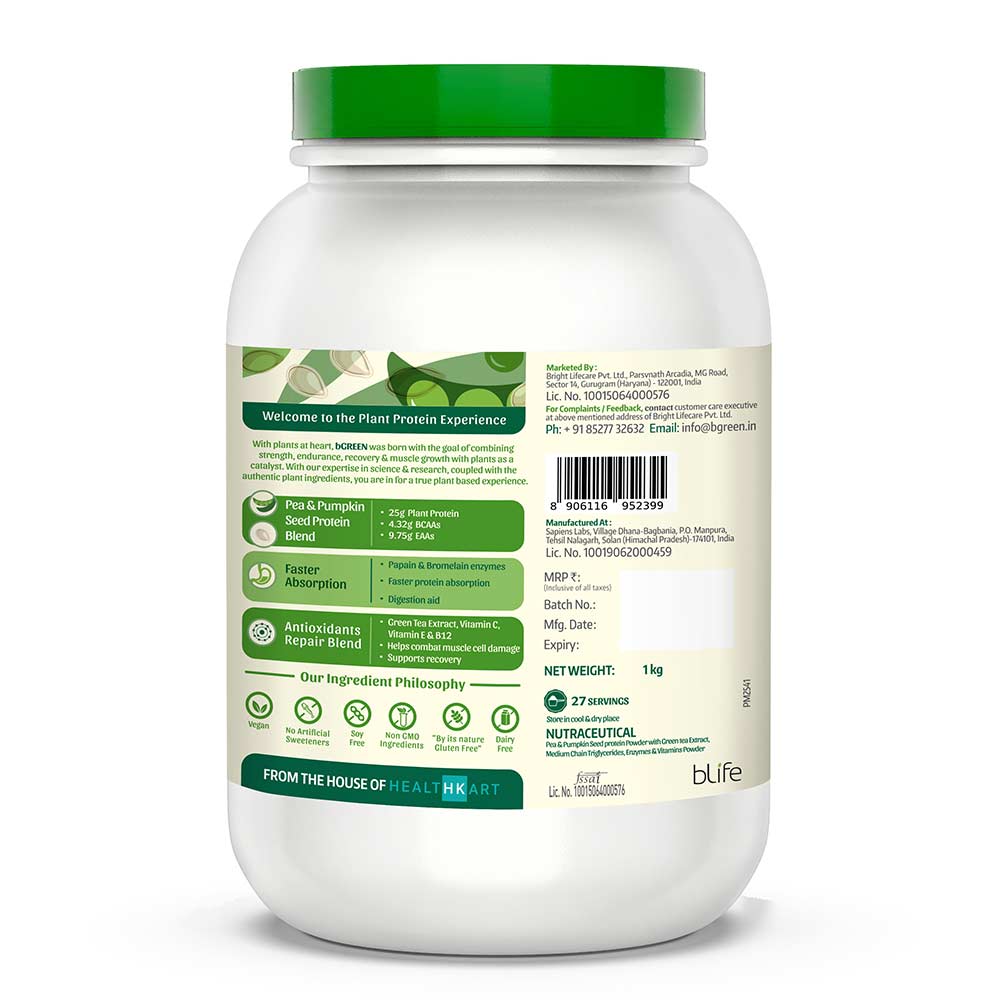 Welcome to the Plant Protein Experience
With plants at heart, bGREEN was born with the goal of combining
strength, endurance, recovery & muscle growth with plants as a
catalyst. With our expertise in science & research, coupled with the
authentic plant ingredients, you are in for a true plant based experience.
Pea & Pumpkin
Seed Protein
Blend
• 25g Plant Protein
• 4.32g BCAAs
• 9.75g EAAs
Faster
Absorption
• Papain & Bromelain enzymes
• Faster protein absorption
• Digestion aid
Antioxidants
Repair Blend
• Green Tea Extract, Vitamin C,
Vitamin E & B12
• Helps combat muscle cell damage
• Supports recovery
Our Ingredient Philosophy
Vegan
No Artificial
Sweeteners
Soy
Free
Non GMO
Ingredients
"By its nature
Gluten Free"
Dairy
Free
FROM THE HOUSE OF HEALTHKART
Marketed By :
Bright Lifecare Pvt. Ltd., Parsvnath Arcadia, MG Road,
Sector 14, Gurugram (Haryana) - 122001, India
Lic. No. 10015064000576
For Complaints / Feedback, contact customer care executive
at above mentioned address of Bright Lifecare Pvt. Ltd.
Ph: + 91 85277 32632 Email: info@bgreen.in
8 906116 952399
Manufactured At :
Sapiens Labs, Village Dhana-Bagbania, P.O. Manpura,
Tehsil Nalagarh, Solan (Himachal Pradesh)-174101, India
Lic. No. 10019062000459
MRP ₹:
(Inclusive of all taxes)
Batch No.:
Mfg. Date:
Expiry:
NET WEIGHT: 1 kg
27 SERVINGS
Store in cool & dry place
NUTRACEUTICAL
Pea & Pumpkin Seed protein Powder with Green tea Extract,
Medium Chain Triglycerides, Enzymes & Vitamins Powder
fssai
Lic. No. 10015064000576
bLife
PM2541